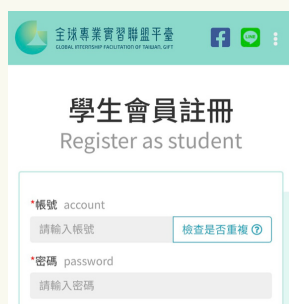 全球專業實習聯盟平臺
GLOBAL INTERNSHIP FACILITATION OF TAIWAN, GIFT
LINE
學生會員註冊
Register as student
*帳號 account
請輸入帳號 檢查是否重複 ?
*密碼 password
請輸入密碼